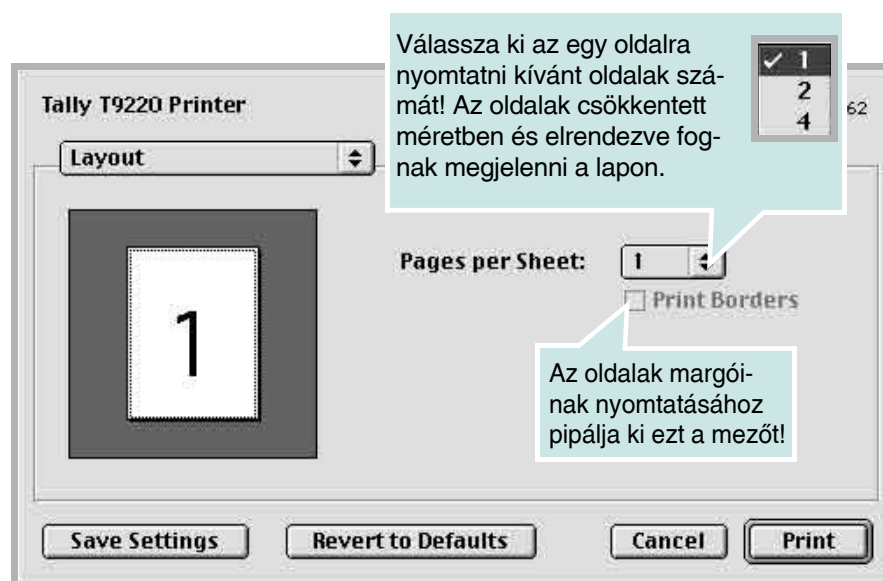 Válassza ki az egy oldalra
nyomtatni kívánt oldalak szá-
mát! Az oldalak csökkentett
méretben és elrendezve fog-
nak megjelenni a lapon.
✓ 1
2
4
Tally T9220 Printer
62
Layout
1
Pages per Sheet: 1
Print Borders
Az oldalak margói-
nak nyomtatásához
pipálja ki ezt a mezőt!
Save Settings Revert to Defaults Cancel Print